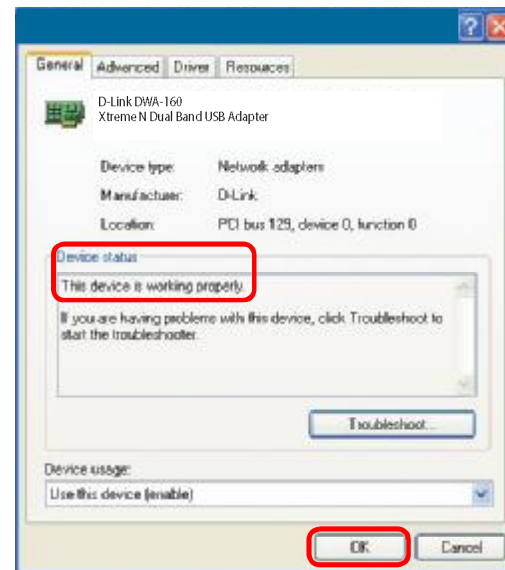 General Advanced Driver Resources
D-Link DWA-160
Xtreme N Dual Band USB Adapter
Device type: Network adapters
Manufacturer: D-Link
Location: PCI bus 129, device 0, function 0
Device status
This device is working properly.
If you are having problems with this device, click Troubleshoot to
start the troubleshooter.
Troubleshoot...
Device usage:
Use this device (enable)
OK Cancel